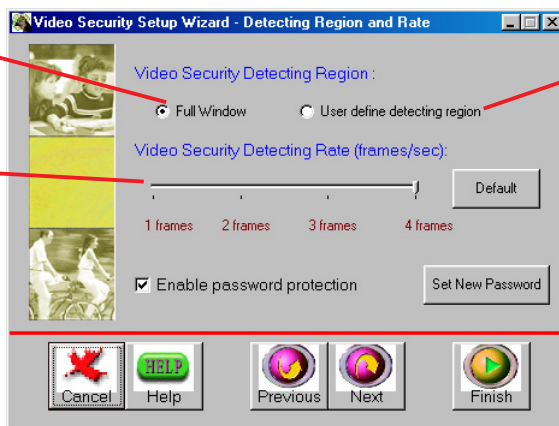 Video Security Setup Wizard - Detecting Region and Rate
Video Security Detecting Region :
Full Window
User define detecting region
Video Security Detecting Rate (frames/sec):
Default
1 frames 2 frames 3 frames 4 frames
Enable password protection
Set New Password
HELP
Cancel Help Previous Next Finish